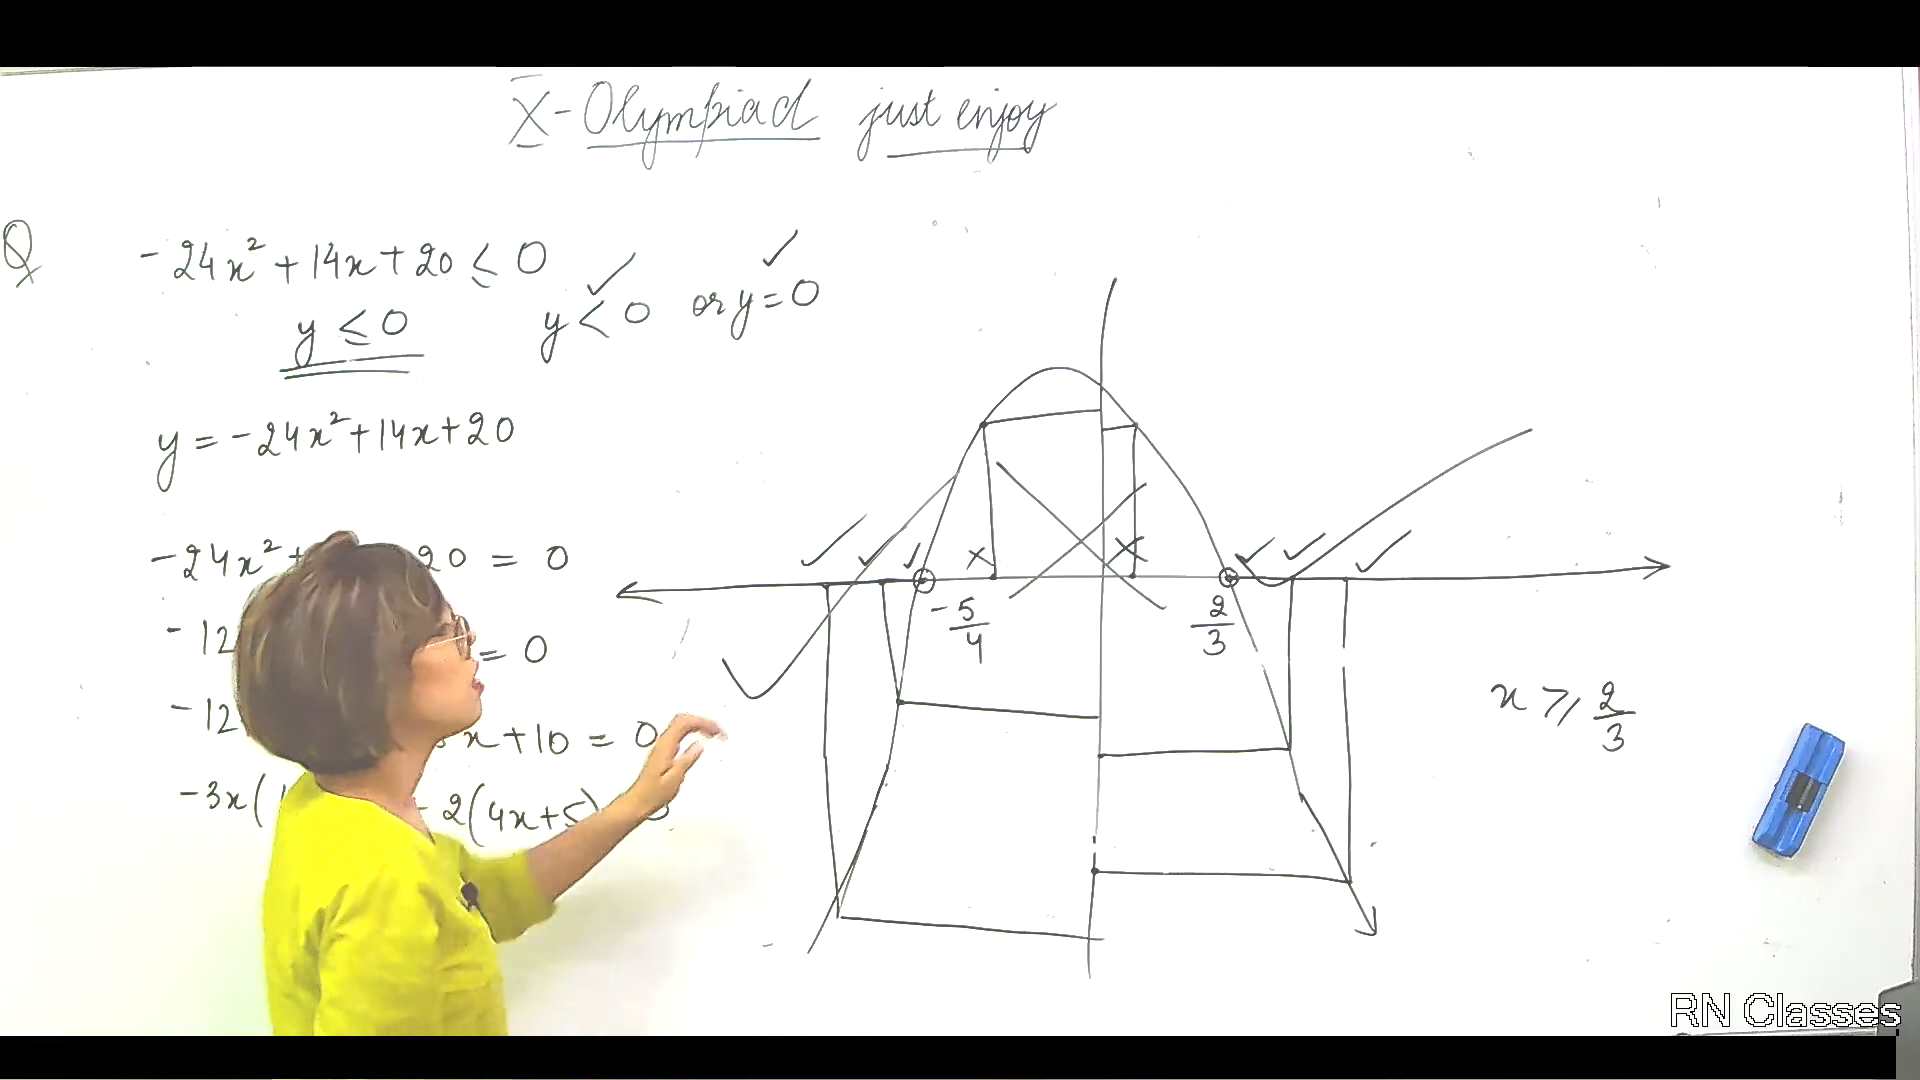 X-Olympiad just enjoy
Q -24x² + 14x + 20 ≤ 0
y ≤ 0 y < 0 or y = 0
y = -24x² + 14x + 20
-24x² + 20 = 0
-12 = 0
-12 x + 10 = 0
-3x( - 2(4x+5)
-5/4
2/3
x ≥ 2/3
RN Classes